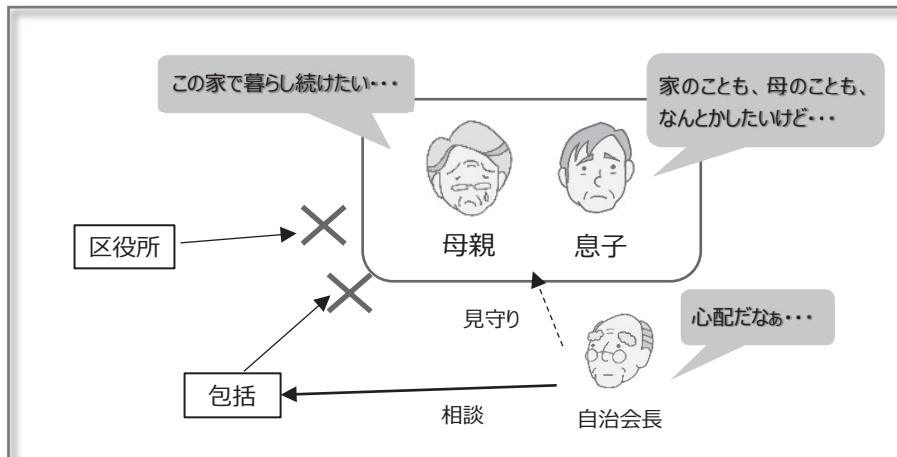 この家で暮らし続けたい・・・
家のことも、母のことも、
なんとかしたいけど・・・
母親
息子
区役所
見守り
心配だなぁ・・・
包括
相談
自治会長